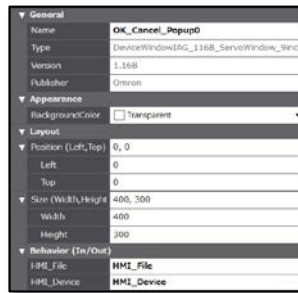 General
Name OK_Cancel_Popup0
Type DeviceWindowIAG_116B_ServoWindow_9inc
Version 1.16B
Publisher Omron
Appearance
BackgroundColor Transparent
Layout
Position (Left,Top) 0, 0
Left 0
Top 0
Size (Width,Height 400, 300
Width 400
Height 300
Behavior (In/Out)
HMI_File HMI_File
HMI_Device HMI_Device